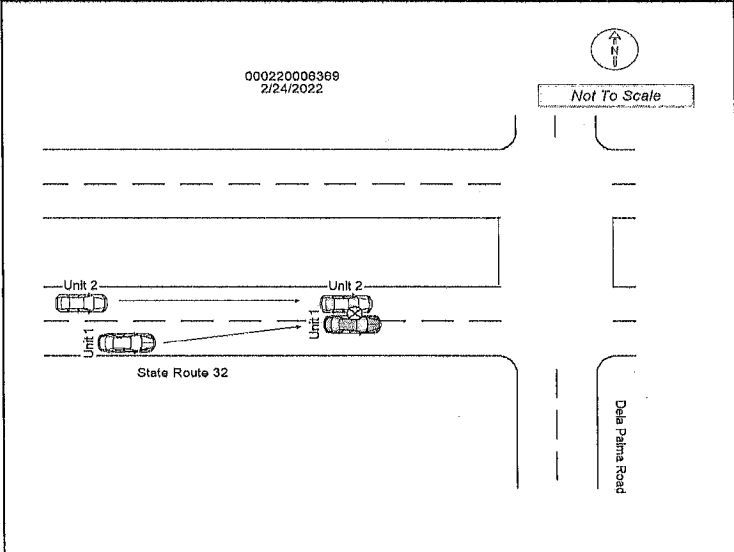 N
000220006369
2/24/2022
Not To Scale
Unit 2
Unit 2
Unit 1
Unit 1
State Route 32
Dela Palma Road